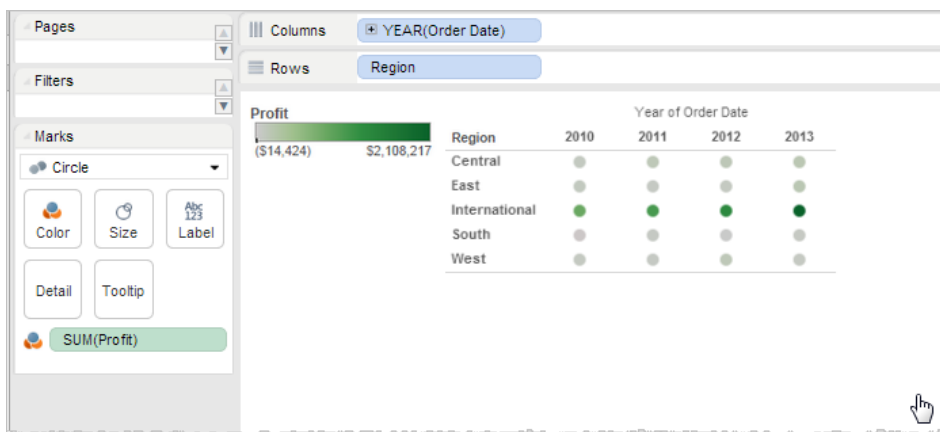 Pages
Columns
YEAR(Order Date)
Rows
Region
Filters
Marks
Circle
Color
Size
Abc
123
Label
Detail
Tooltip
SUM(Profit)
Profit
($14,424) $2,108,217
Year of Order Date
Region 2010 2011 2012 2013
Central
East
International
South
West